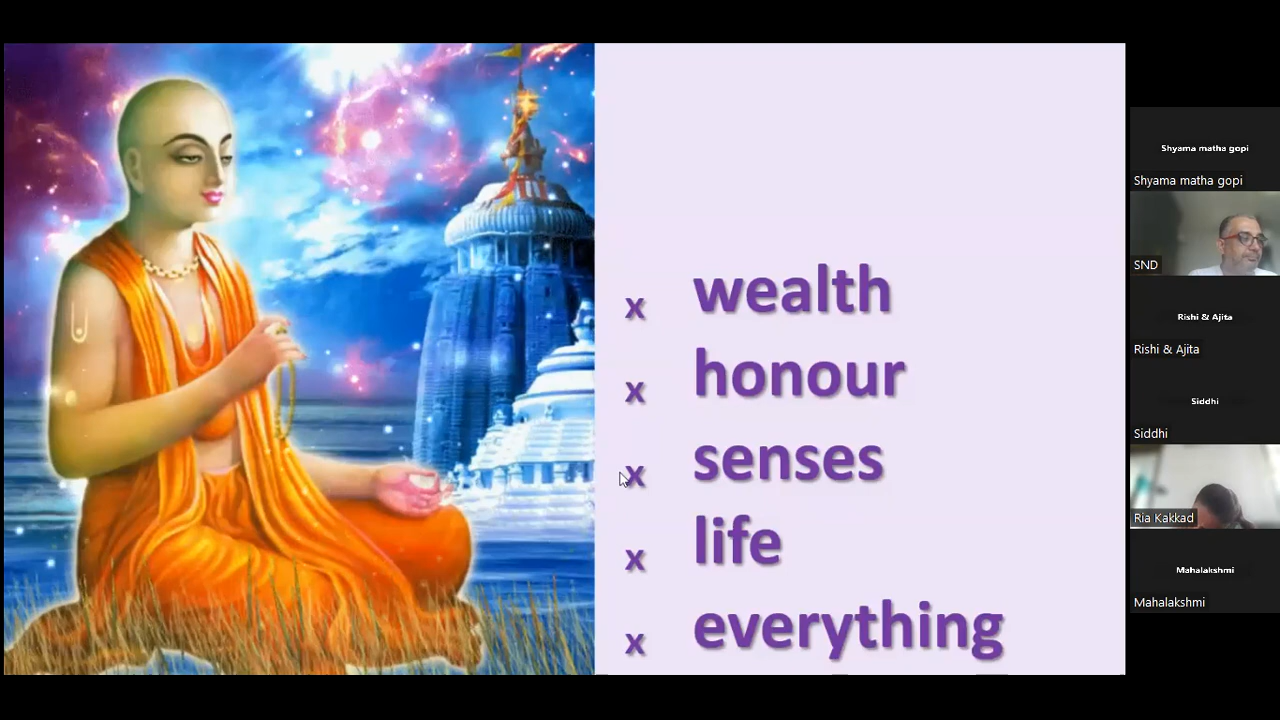 x wealth
x honour
x senses
x life
x everything
Shyama matha gopi
Shyama matha gopi
SND
Rishi & Ajita
Rishi & Ajita
Siddhi
Siddhi
Ria Kakkad
Mahalakshmi
Mahalakshmi